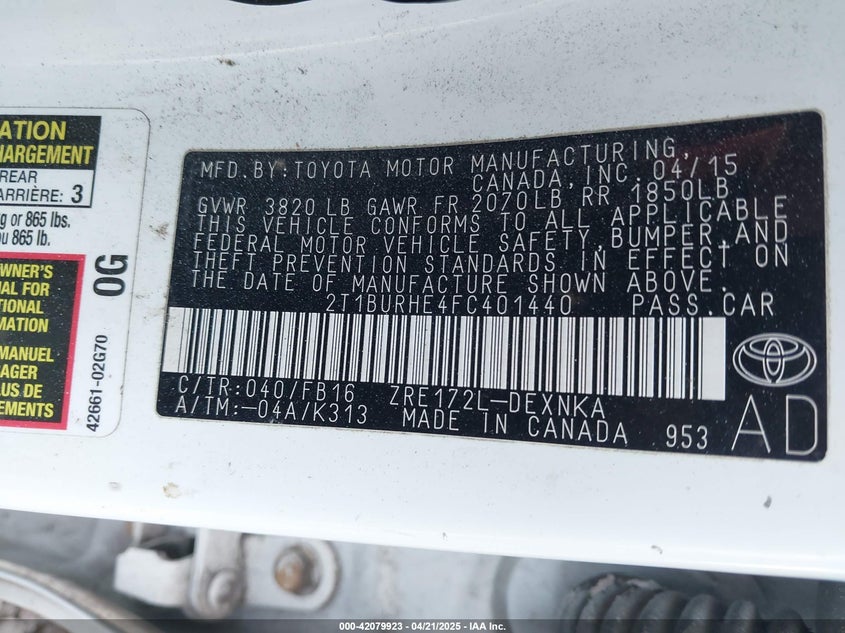 ATION
HARGEMENT
REAR
ARRIÈRE: 3
g or 865 lbs.
u 865 lb.
OWNER'S
AL FOR
TIONAL
RMATION
MANUEL
AGER
LUS DE
EMENTS
0G
42661-02G70
MFD.BY:TOYOTA MOTOR MANUFACTURING,
CANADA,INC. 04/15
GVWR 3820 LB GAWR FR 2070LB RR 1850LB
THIS VEHICLE CONFORMS TO ALL APPLICABLE
FEDERAL MOTOR VEHICLE SAFETY,BUMPER,AND
THEFT PREVENTION STANDARDS IN EFFECT ON
THE DATE OF MANUFACTURE SHOWN ABOVE.
2T1BURHE4FC401440 PASS.CAR
C/TR:040/FB16 ZRE172L-DEXNKA
A/TM:-04A/K313 MADE IN CANADA 953
AD
000-42079923 - 04/21/2025 - IAA Inc.